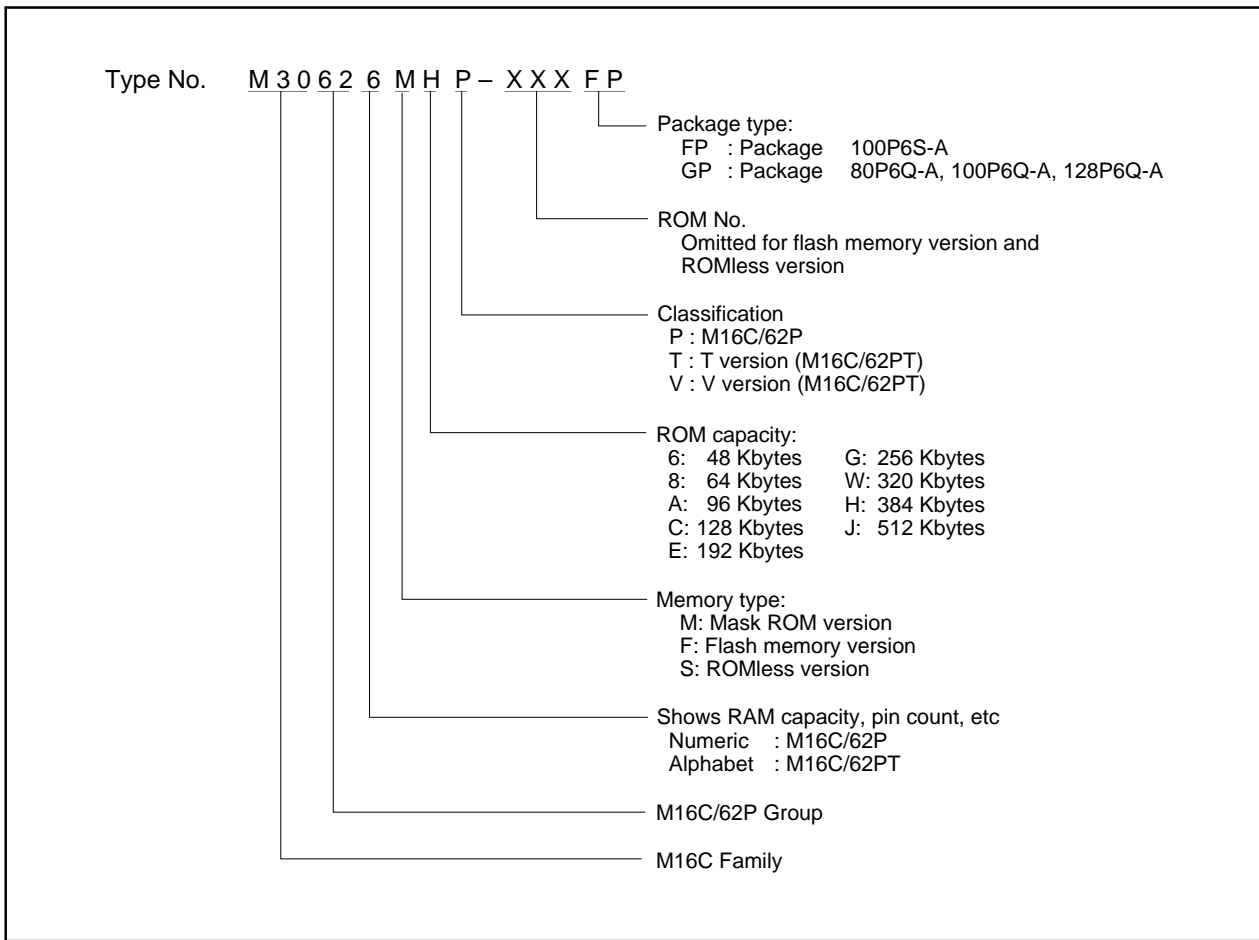 Type No. M 3 0 6 2 6 M H P – X X X F P
Package type:
FP : Package 100P6S-A
GP : Package 80P6Q-A, 100P6Q-A, 128P6Q-A
ROM No.
Omitted for flash memory version and
ROMless version
Classification
P : M16C/62P
T : T version (M16C/62PT)
V : V version (M16C/62PT)
ROM capacity:
6: 48 Kbytes G: 256 Kbytes
8: 64 Kbytes W: 320 Kbytes
A: 96 Kbytes H: 384 Kbytes
C: 128 Kbytes J: 512 Kbytes
E: 192 Kbytes
Memory type:
M: Mask ROM version
F: Flash memory version
S: ROMless version
Shows RAM capacity, pin count, etc
Numeric : M16C/62P
Alphabet : M16C/62PT
M16C/62P Group
M16C Family